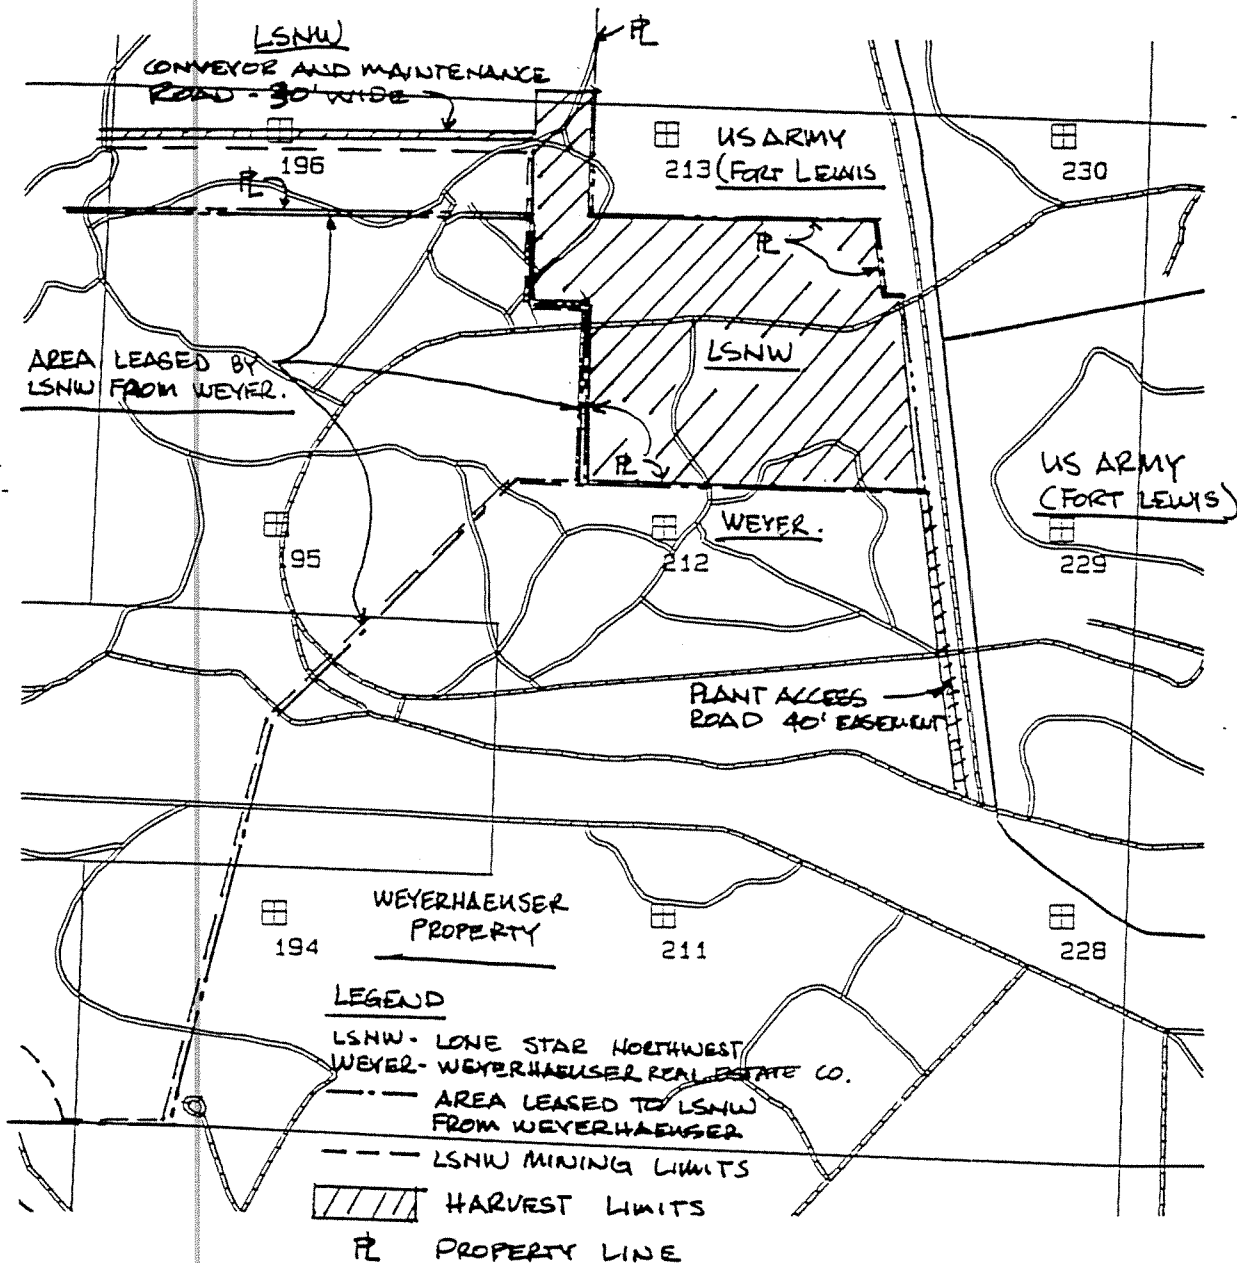 LSNW
CONVEYOR AND MAINTENANCE
ROAD - 30' WIDE
PL
196
PL
US ARMY
213 (FORT LEWIS
230
PL
AREA LEASED BY
LSNW FROM WEYER.
LSNW
PL
US ARMY
(FORT LEWIS)
WEYER.
95
212
229
PLANT ACCESS
ROAD 40' EASEMENT
WEYERHAEUSER
PROPERTY
194
211
228
LEGEND
LSNW - LONE STAR NORTHWEST
WEYER - WEYERHAEUSER REAL ESTATE CO.
AREA LEASED TO LSNW
FROM WEYERHAEUSER
LSNW MINING LIMITS
HARVEST LIMITS
PL PROPERTY LINE